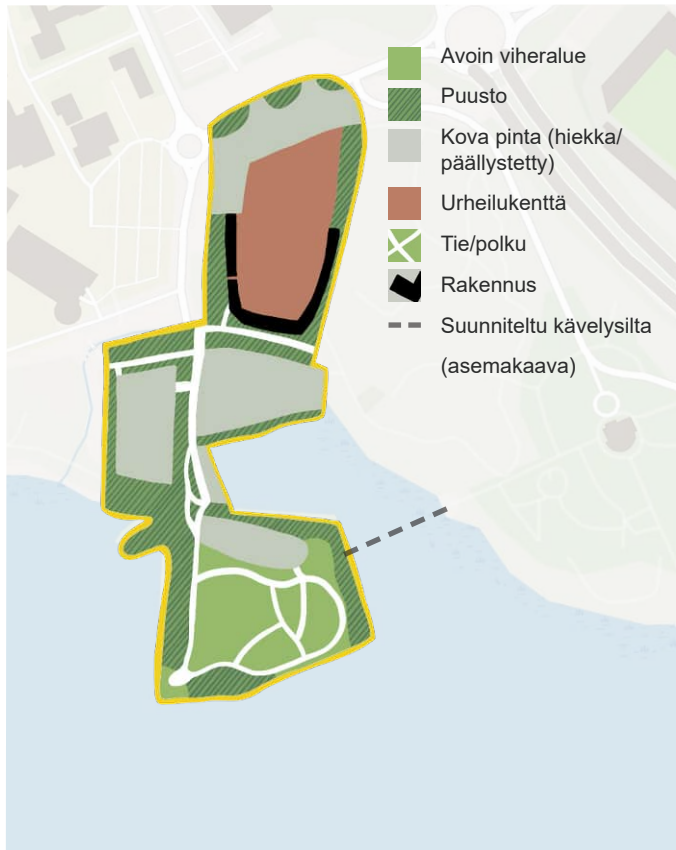 Avoin viheralue
Puusto
Kova pinta (hiekka/
päällystetty)
Urheilukenttä
Tie/polku
Rakennus
Suunniteltu kävelysilta
(asemakaava)